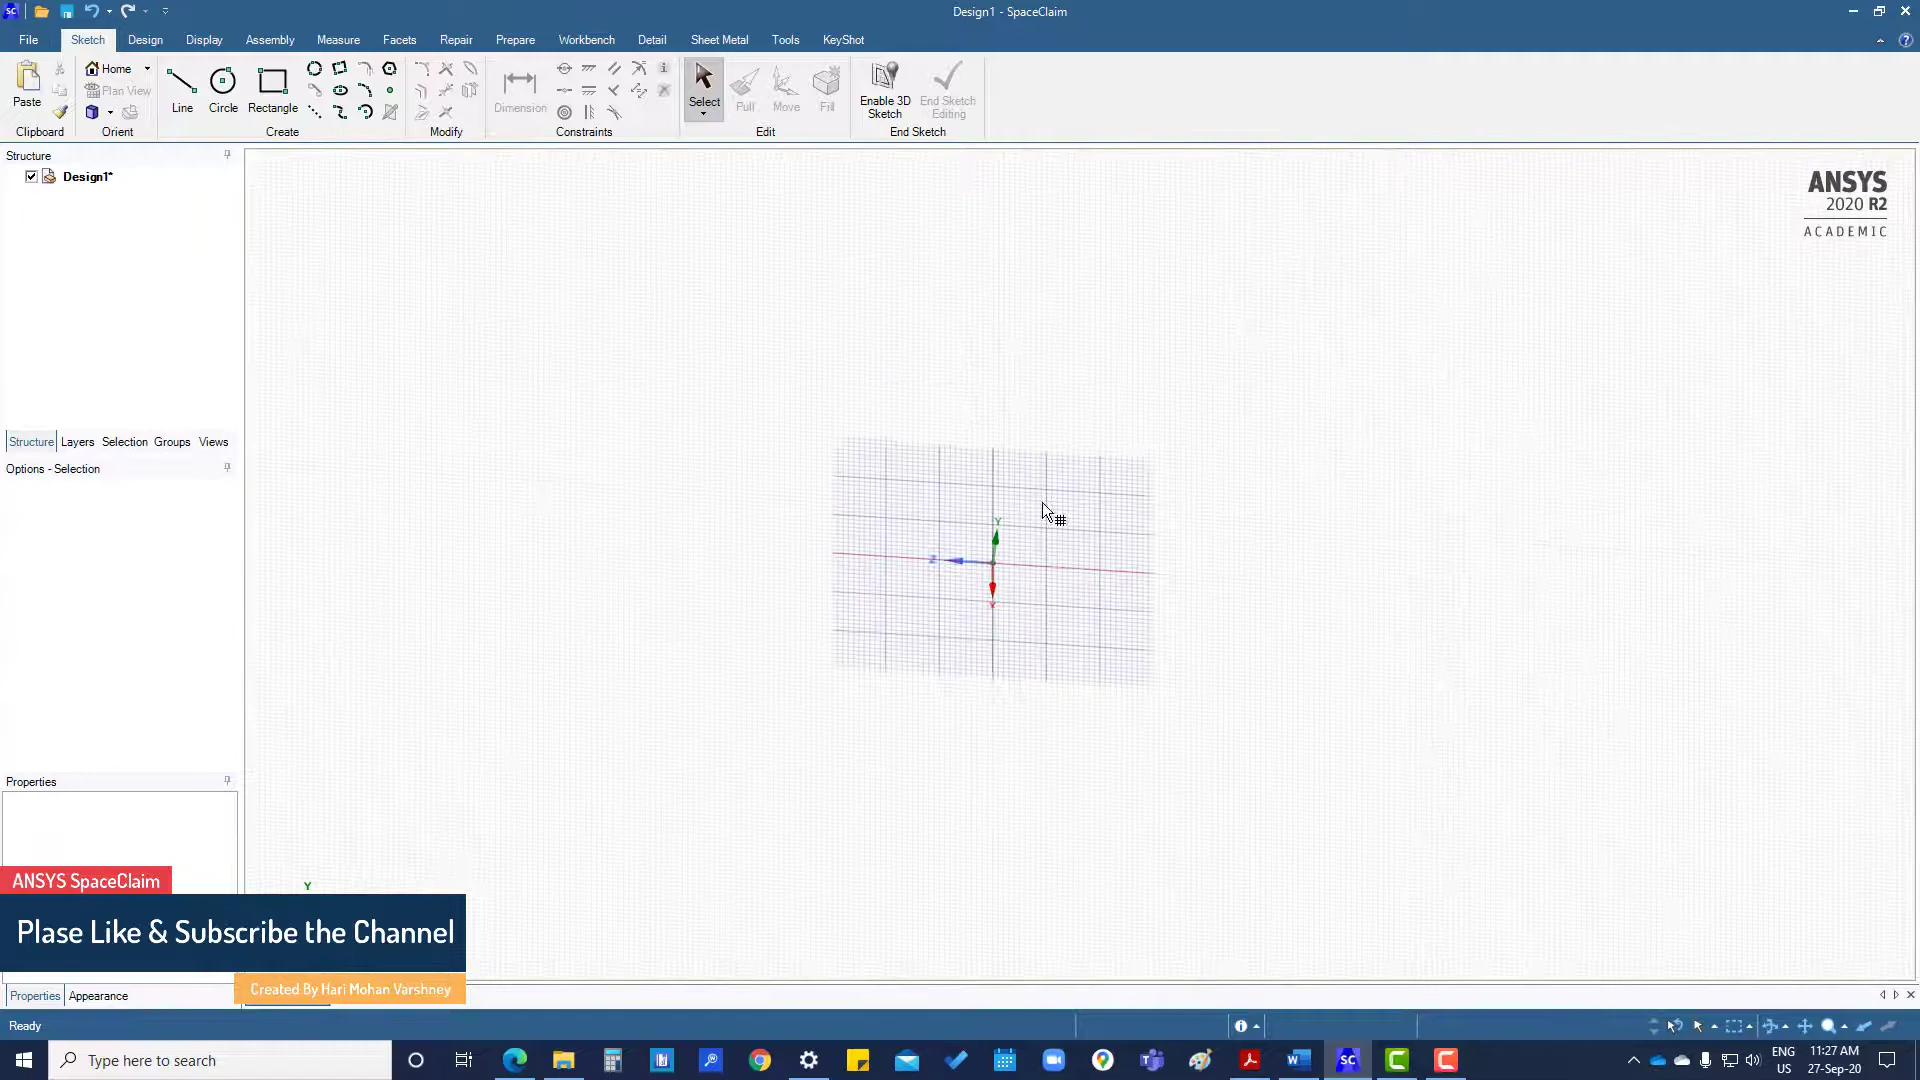 Design1 - SpaceClaim
File Sketch Design Display Assembly Measure Facets Repair Prepare Workbench Detail Sheet Metal Tools KeyShot
Paste
Home
Plan View
Line Circle Rectangle
Dimension
Select Pull Move Fill
Enable 3D Sketch
End Sketch Editing
Clipboard Orient Create Modify Constraints Edit End Sketch
Structure
Design1*
ANSYS
2020 R2
ACADEMIC
Structure Layers Selection Groups Views
Options - Selection
Y
Z
X
Properties
Y
ANSYS SpaceClaim
Plase Like & Subscribe the Channel
Created By Hari Mohan Varshney
Properties Appearance
Ready
Type here to search
ENG
US
11:27 AM
27-Sep-20